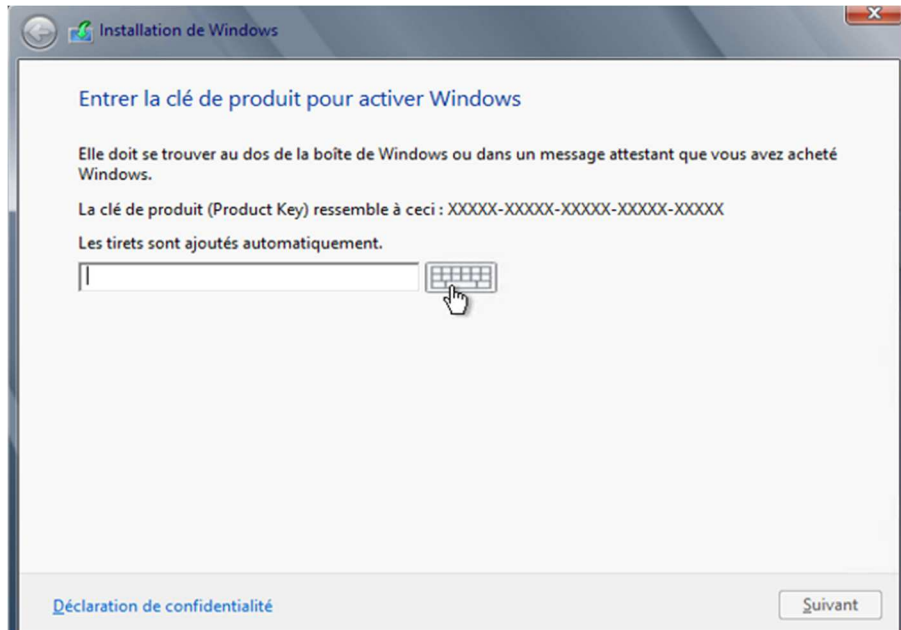 Installation de Windows
Entrer la clé de produit pour activer Windows
Elle doit se trouver au dos de la boîte de Windows ou dans un message attestant que vous avez acheté
Windows.
La clé de produit (Product Key) ressemble à ceci : XXXXX-XXXXX-XXXXX-XXXXX-XXXXX
Les tirets sont ajoutés automatiquement.
Déclaration de confidentialité
Suivant